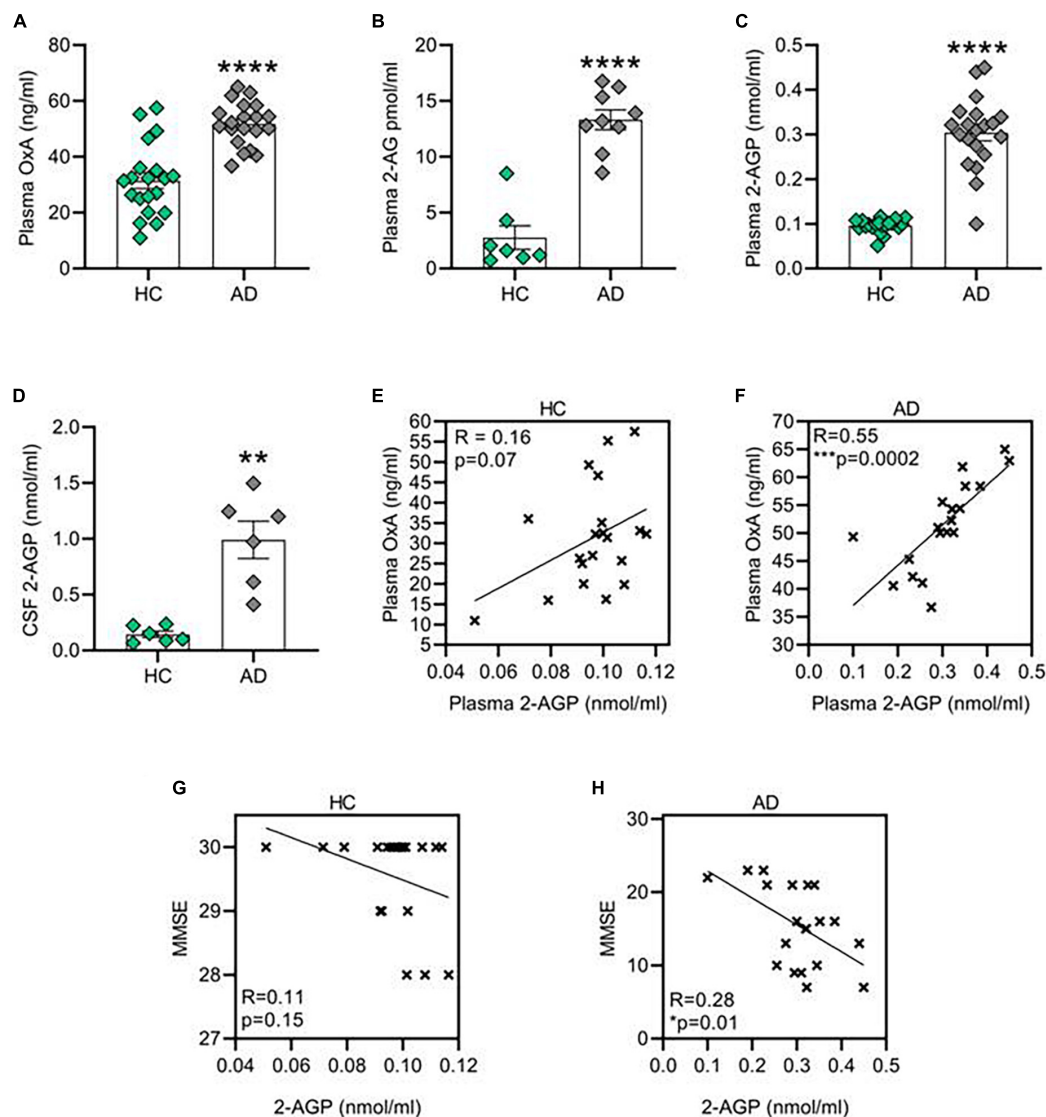 A
Plasma OxA (ng/ml)
80
60
40
20
0
****
HC
AD
B
Plasma 2-AG pmol/ml
20
15
10
5
0
****
HC
AD
C
Plasma 2-AGP (nmol/ml)
0.5
0.4
0.3
0.2
0.1
0.0
****
HC
AD
D
CSF 2-AGP (nmol/ml)
2.0
1.5
1.0
0.5
0.0
**
HC
AD
E
HC
Plasma OxA (ng/ml)
60
55
50
45
40
35
30
25
20
15
10
5
R = 0.16
p=0.07
0.04
0.06
0.08
0.10
0.12
Plasma 2-AGP (nmol/ml)
F
AD
Plasma OxA (ng/ml)
70
65
60
55
50
45
40
35
30
R=0.55
***p=0.0002
0.0
0.1
0.2
0.3
0.4
0.5
Plasma 2-AGP (nmol/ml)
G
HC
MMSE
30
29
28
27
R=0.11
p=0.15
0.04
0.06
0.08
0.10
0.12
2-AGP (nmol/ml)
H
AD
MMSE
30
20
10
0
R=0.28
*p=0.01
0.0
0.1
0.2
0.3
0.4
0.5
2-AGP (nmol/ml)